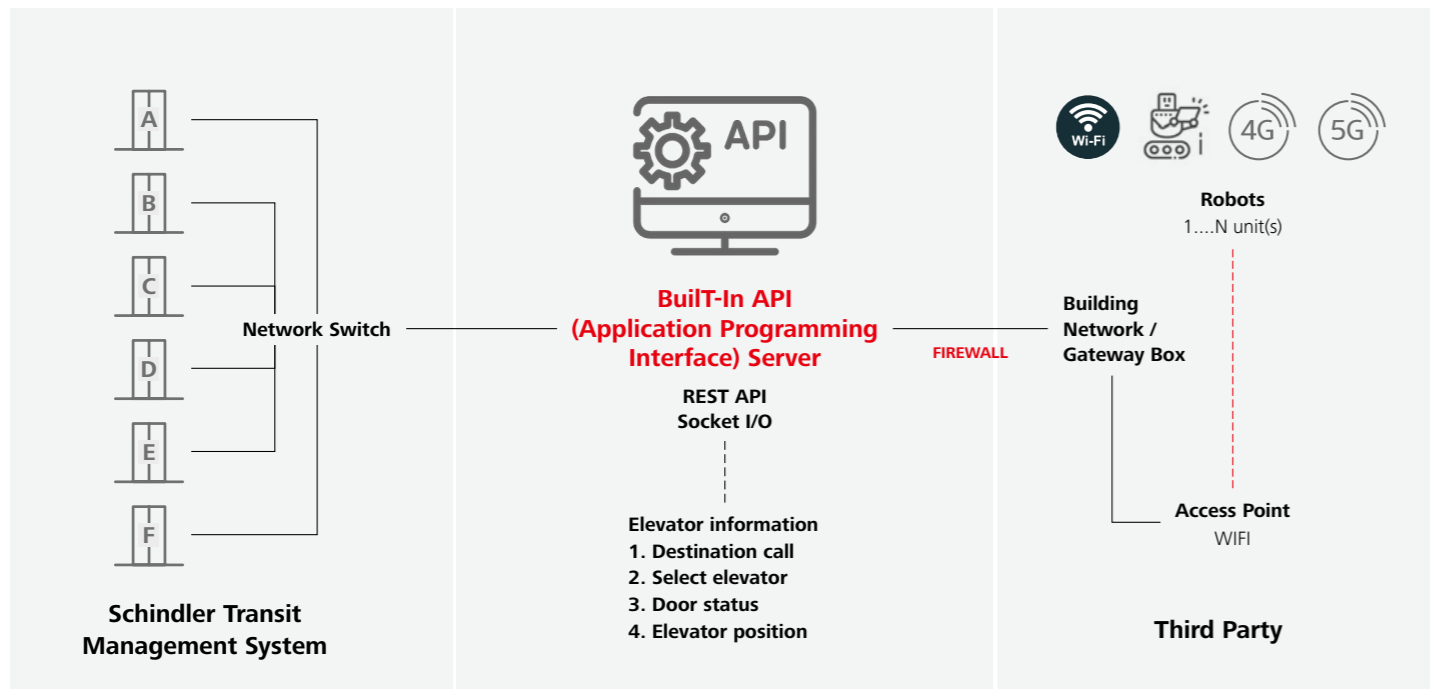 A
B
C
D
E
F
Network Switch
Schindler Transit
Management System
API
BuilT-In API
(Application Programming
Interface) Server
REST API
Socket I/O
Elevator information
1. Destination call
2. Select elevator
3. Door status
4. Elevator position
FIREWALL
Wi-Fi
4G
5G
Robots
1....N unit(s)
Building
Network /
Gateway Box
Access Point
WIFI
Third Party